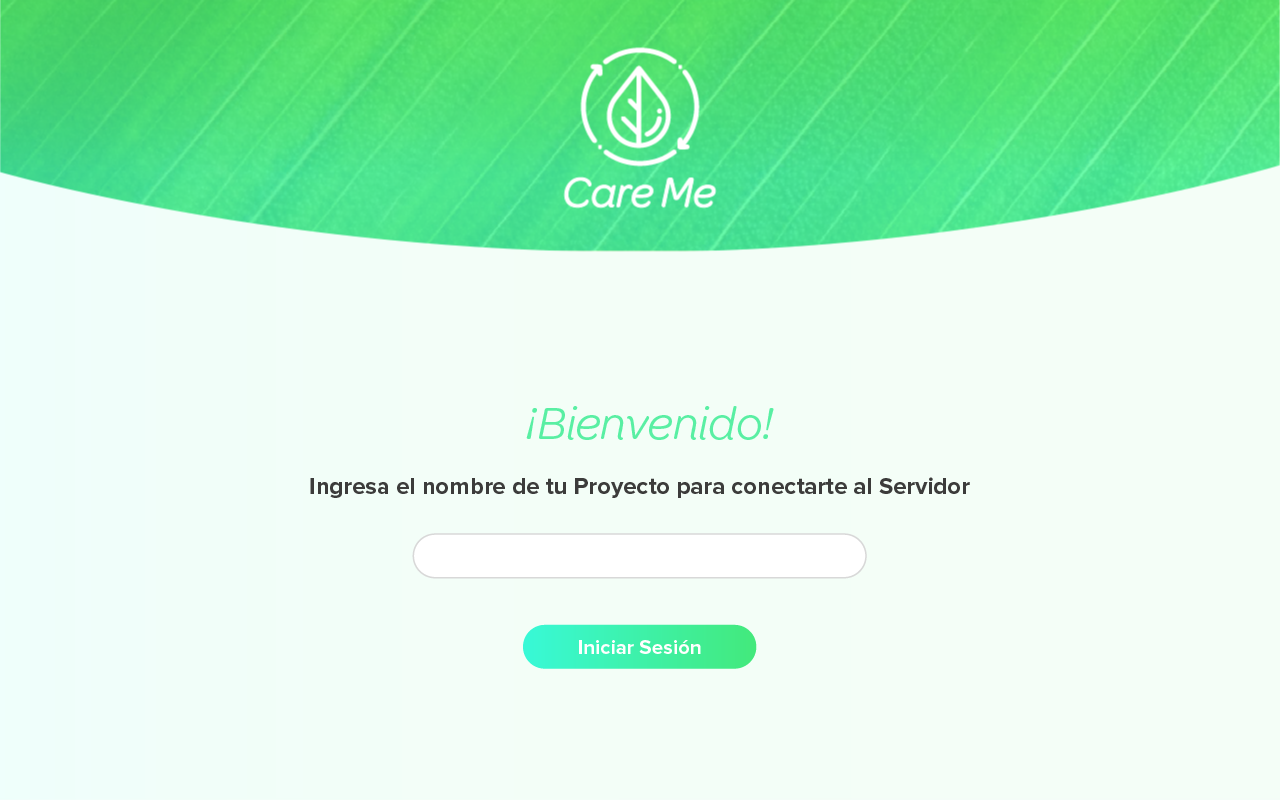 Care Me
¡Bienvenido!
Ingresa el nombre de tu Proyecto para conectarte al Servidor
Iniciar Sesión